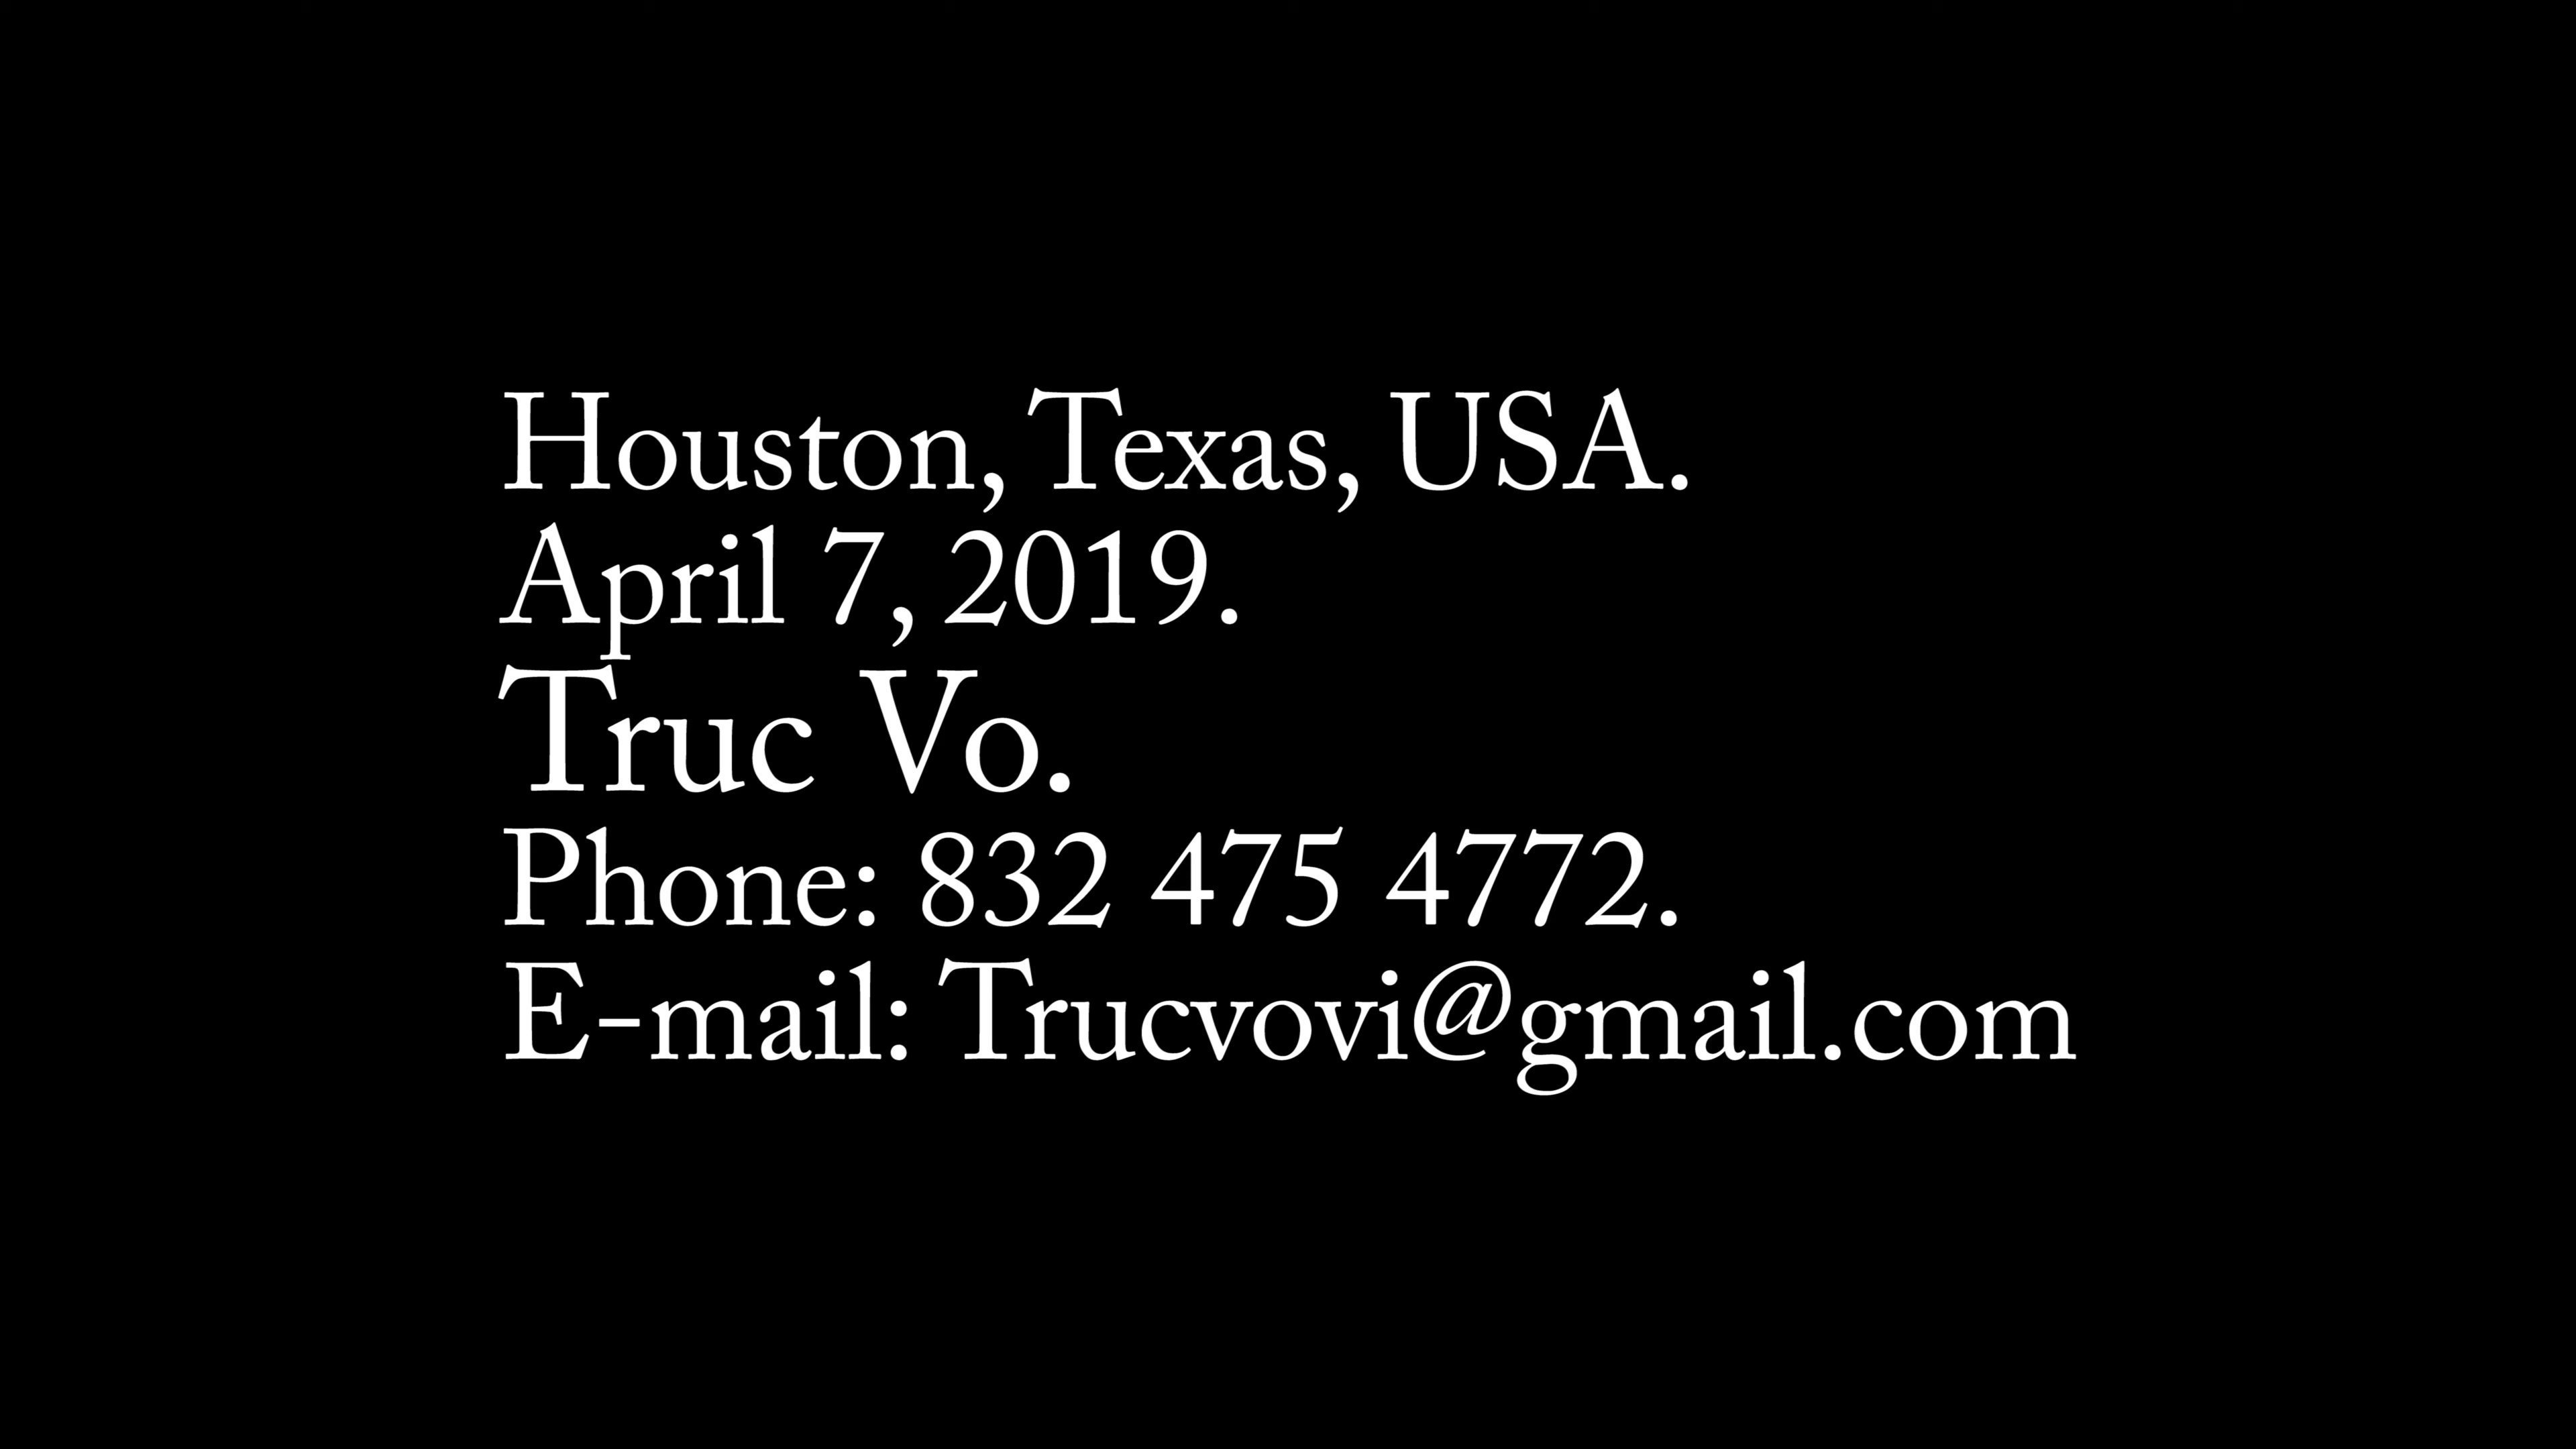 Houston, Texas, USA.
April 7, 2019.
Truc Vo.
Phone: 832 475 4772.
E-mail: Trucvovi@gmail.com